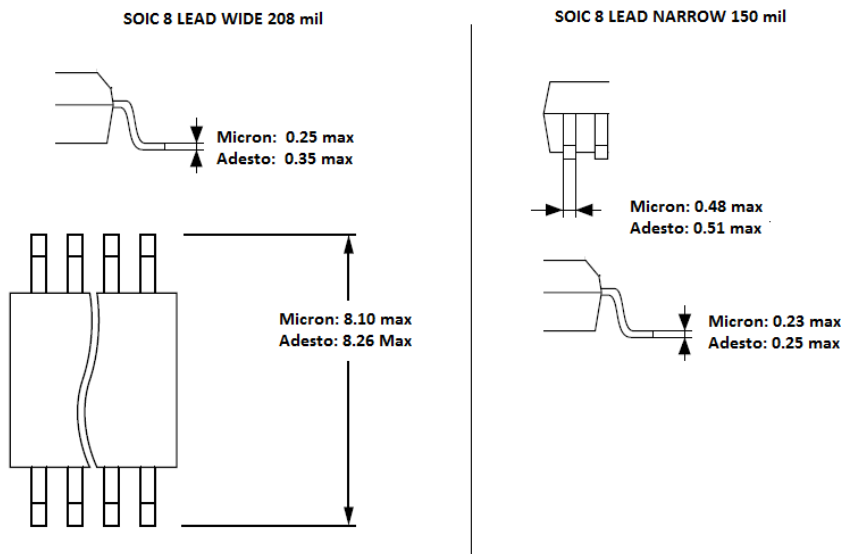 SOIC 8 LEAD WIDE 208 mil
Micron: 0.25 max
Adesto: 0.35 max
Micron: 8.10 max
Adesto: 8.26 Max
SOIC 8 LEAD NARROW 150 mil
Micron: 0.48 max
Adesto: 0.51 max
Micron: 0.23 max
Adesto: 0.25 max